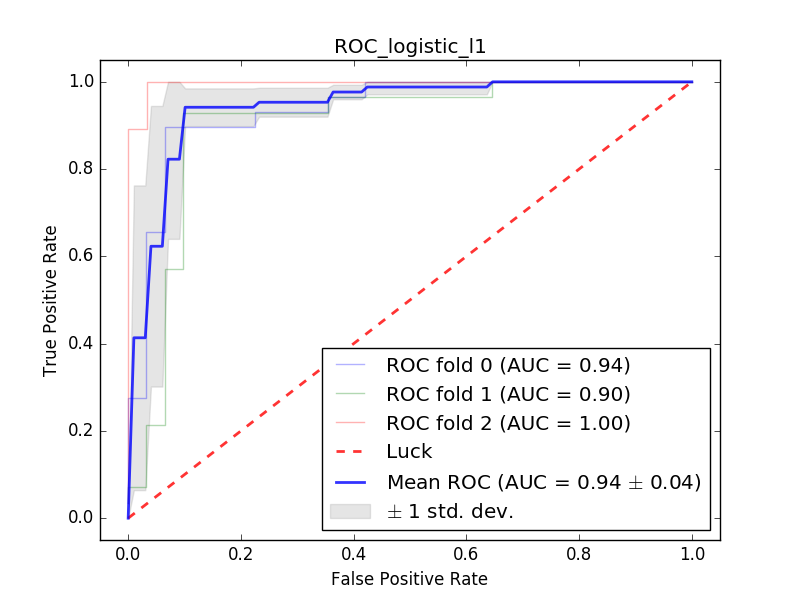 ROC_logistic_l1
True Positive Rate
1.0
0.8
0.6
0.4
0.2
0.0
ROC fold 0 (AUC = 0.94)
ROC fold 1 (AUC = 0.90)
ROC fold 2 (AUC = 1.00)
Luck
Mean ROC (AUC = 0.94 ± 0.04)
± 1 std. dev.
0.0 0.2 0.4 0.6 0.8 1.0
False Positive Rate